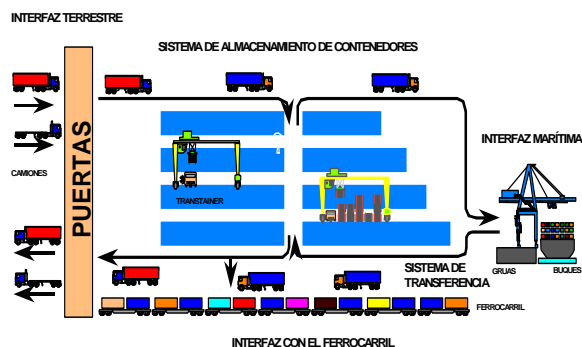 INTERFAZ TERRESTRE
SISTEMA DE ALMACENAMIENTO DE CONTENEDORES
PUERTAS
INTERFAZ MARÍTIMA
CAMIONES
TRANSTAINER
SISTEMA DE
TRANSFERENCIA
GRUAS
BUQUES
FERROCARRIL
INTERFAZ CON EL FERROCARRIL